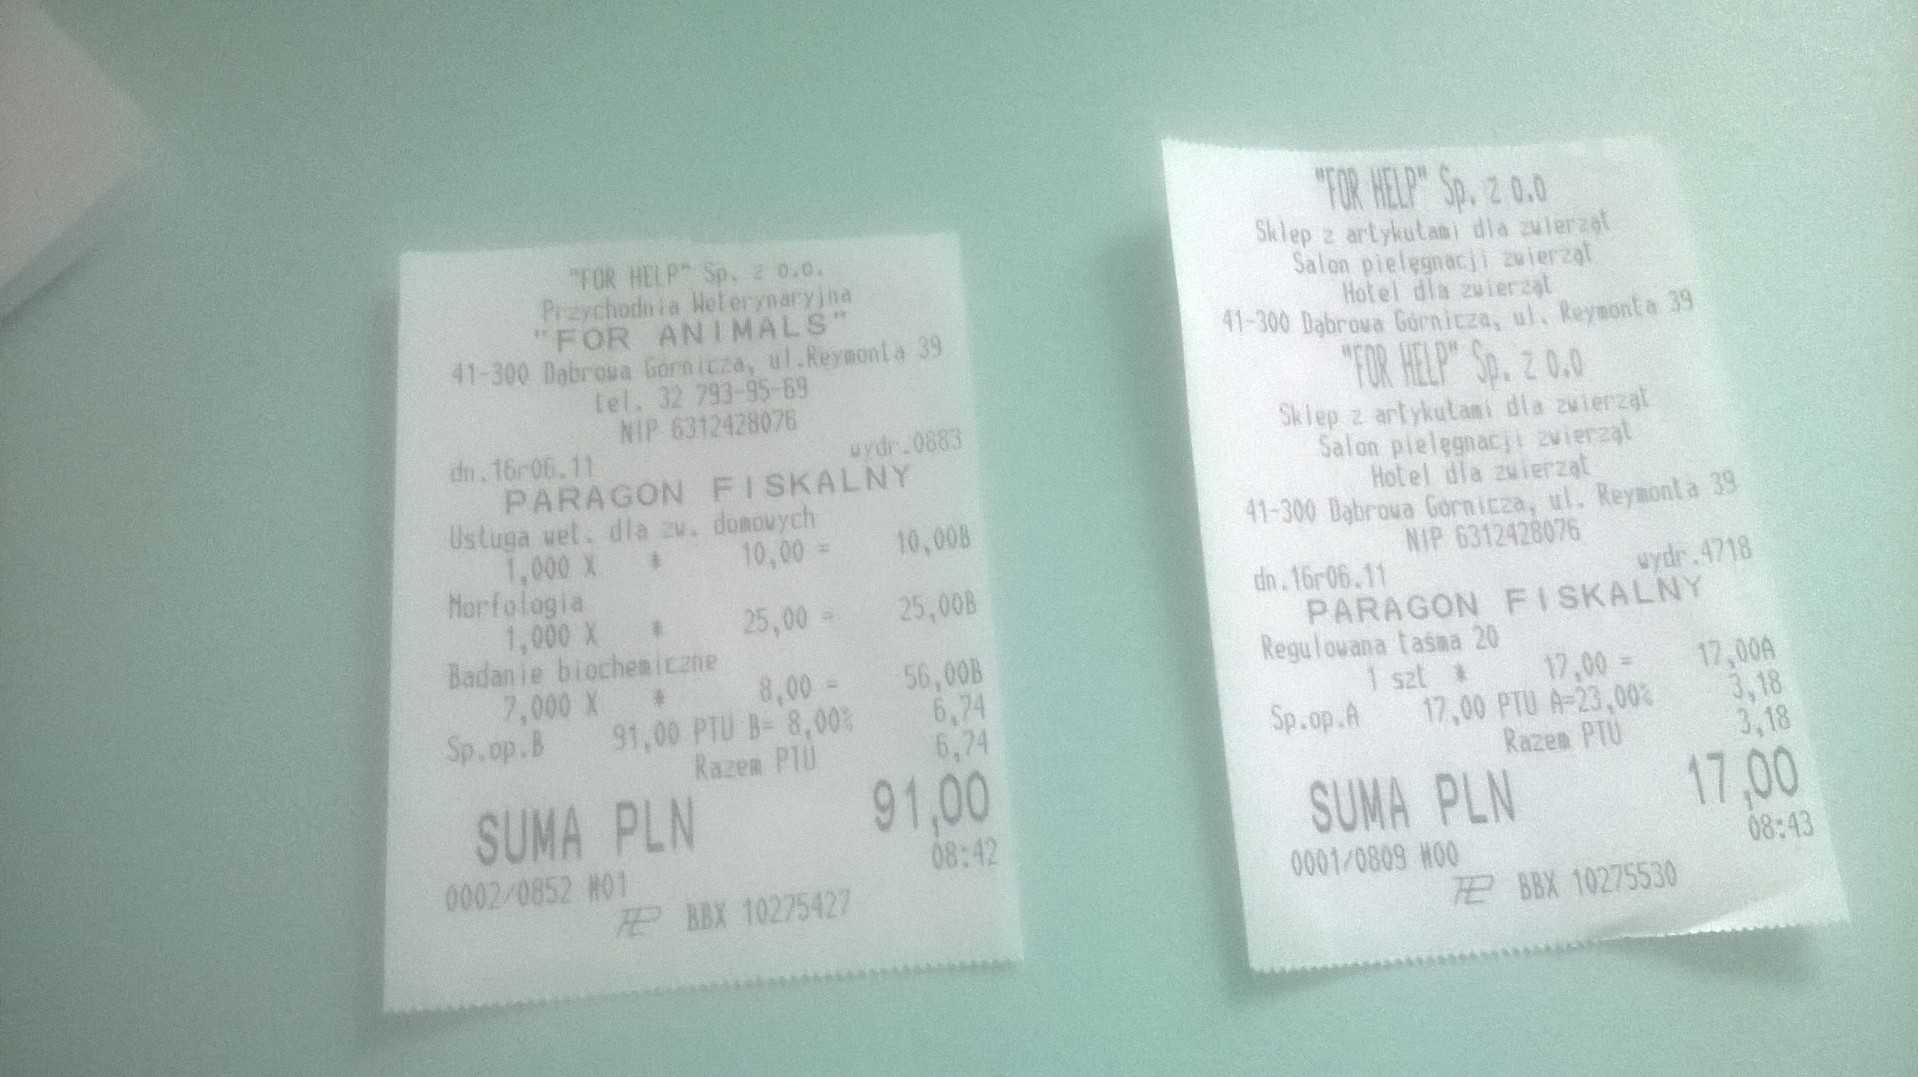 "FOR HELP" Sp. z o.o.
Przychodnia Weterynaryjna
"FOR ANIMALS"
41-300 Dąbrowa Górnicza, ul.Reymonta 39
tel. 32 793-95-69
NIP 6312428076
dn.16r06.11 wydr.0883
PARAGON FISKALNY
Usługa wet. dla zw. domowych
1,000 X * 10,00 = 10,00B
Morfologia
1,000 X * 25,00 = 25,00B
Badanie biochemiczne
7,000 X * 8,00 = 56,00B
Sp.op.B 91,00 PTU B= 8,00% 6,74
Razem PTU 6,74
SUMA PLN 91,00
08:42
0002/0852 #01
BBX 10275427
"FOR HELP" Sp. z o.o
Sklep z artykułami dla zwierząt
Salon pielęgnacji zwierząt
Hotel dla zwierząt
41-300 Dąbrowa Górnicza, ul. Reymonta 39
"FOR HELP" Sp. z o.o
Sklep z artykułami dla zwierząt
Salon pielęgnacji zwierząt
Hotel dla zwierząt
41-300 Dąbrowa Górnicza, ul. Reymonta 39
NIP 6312428076
dn.16r06.11 wydr.4718
PARAGON FISKALNY
Regulowana taśma 20
1 szt * 17,00 = 17,00A
Sp.op.A 17,00 PTU A=23,00% 3,18
Razem PTU 3,18
SUMA PLN 17,00
08:43
0001/0809 #00
BBX 10275530